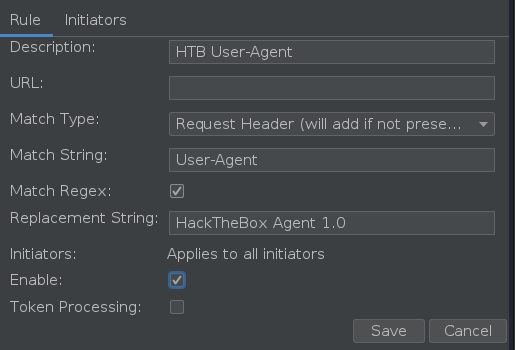 Rule Initiators
Description: HTB User-Agent
URL:
Match Type: Request Header (will add if not prese...
Match String: User-Agent
Match Regex:
Replacement String: HackTheBox Agent 1.0
Initiators: Applies to all initiators
Enable:
Token Processing:
Save Cancel